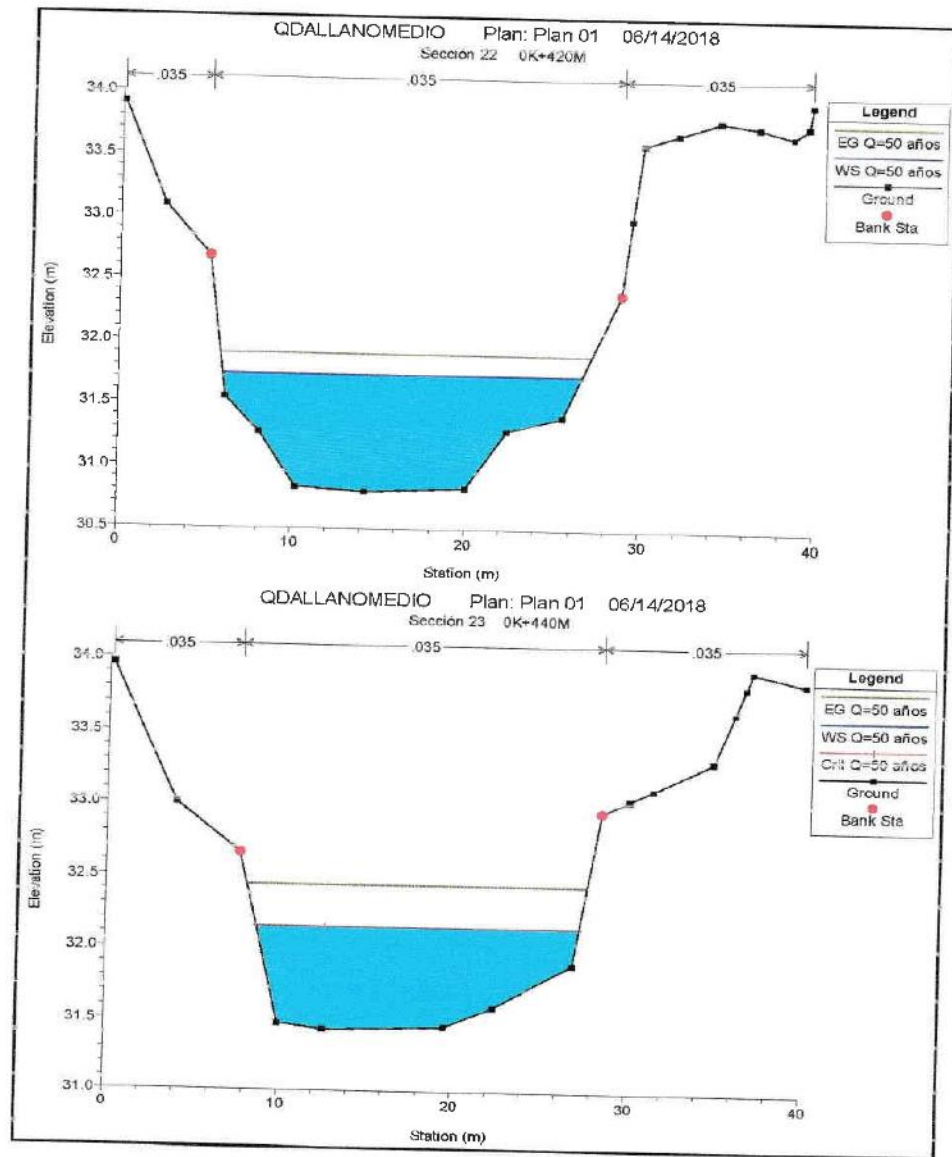 QDALLANOMEDIO Plan: Plan 01 06/14/2018
Sección 22 0K+420M
.035 .035 .035
34.0
33.5
33.0
32.5
32.0
31.5
31.0
30.5
Elevation (m)
0 10 20 30 40
Station (m)
Legend
EG Q=50 años
WS Q=50 años
Ground
Bank Sta
QDALLANOMEDIO Plan: Plan 01 06/14/2018
Sección 23 0K+440M
.035 .035 .035
34.0
33.5
33.0
32.5
32.0
31.5
31.0
Elevation (m)
0 10 20 30 40
Station (m)
Legend
EG Q=50 años
WS Q=50 años
Crit Q=50 años
Ground
Bank Sta